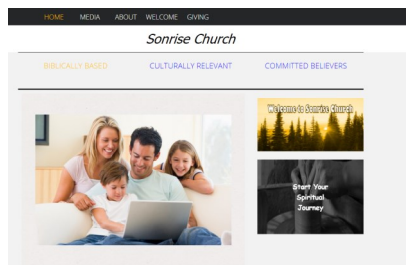 HOME MEDIA ABOUT WELCOME GIVING
Sonrise Church
BIBLICALLY BASED CULTURALLY RELEVANT COMMITTED BELIEVERS
Welcome to Sonrise Church
Start Your
Spiritual
Journey